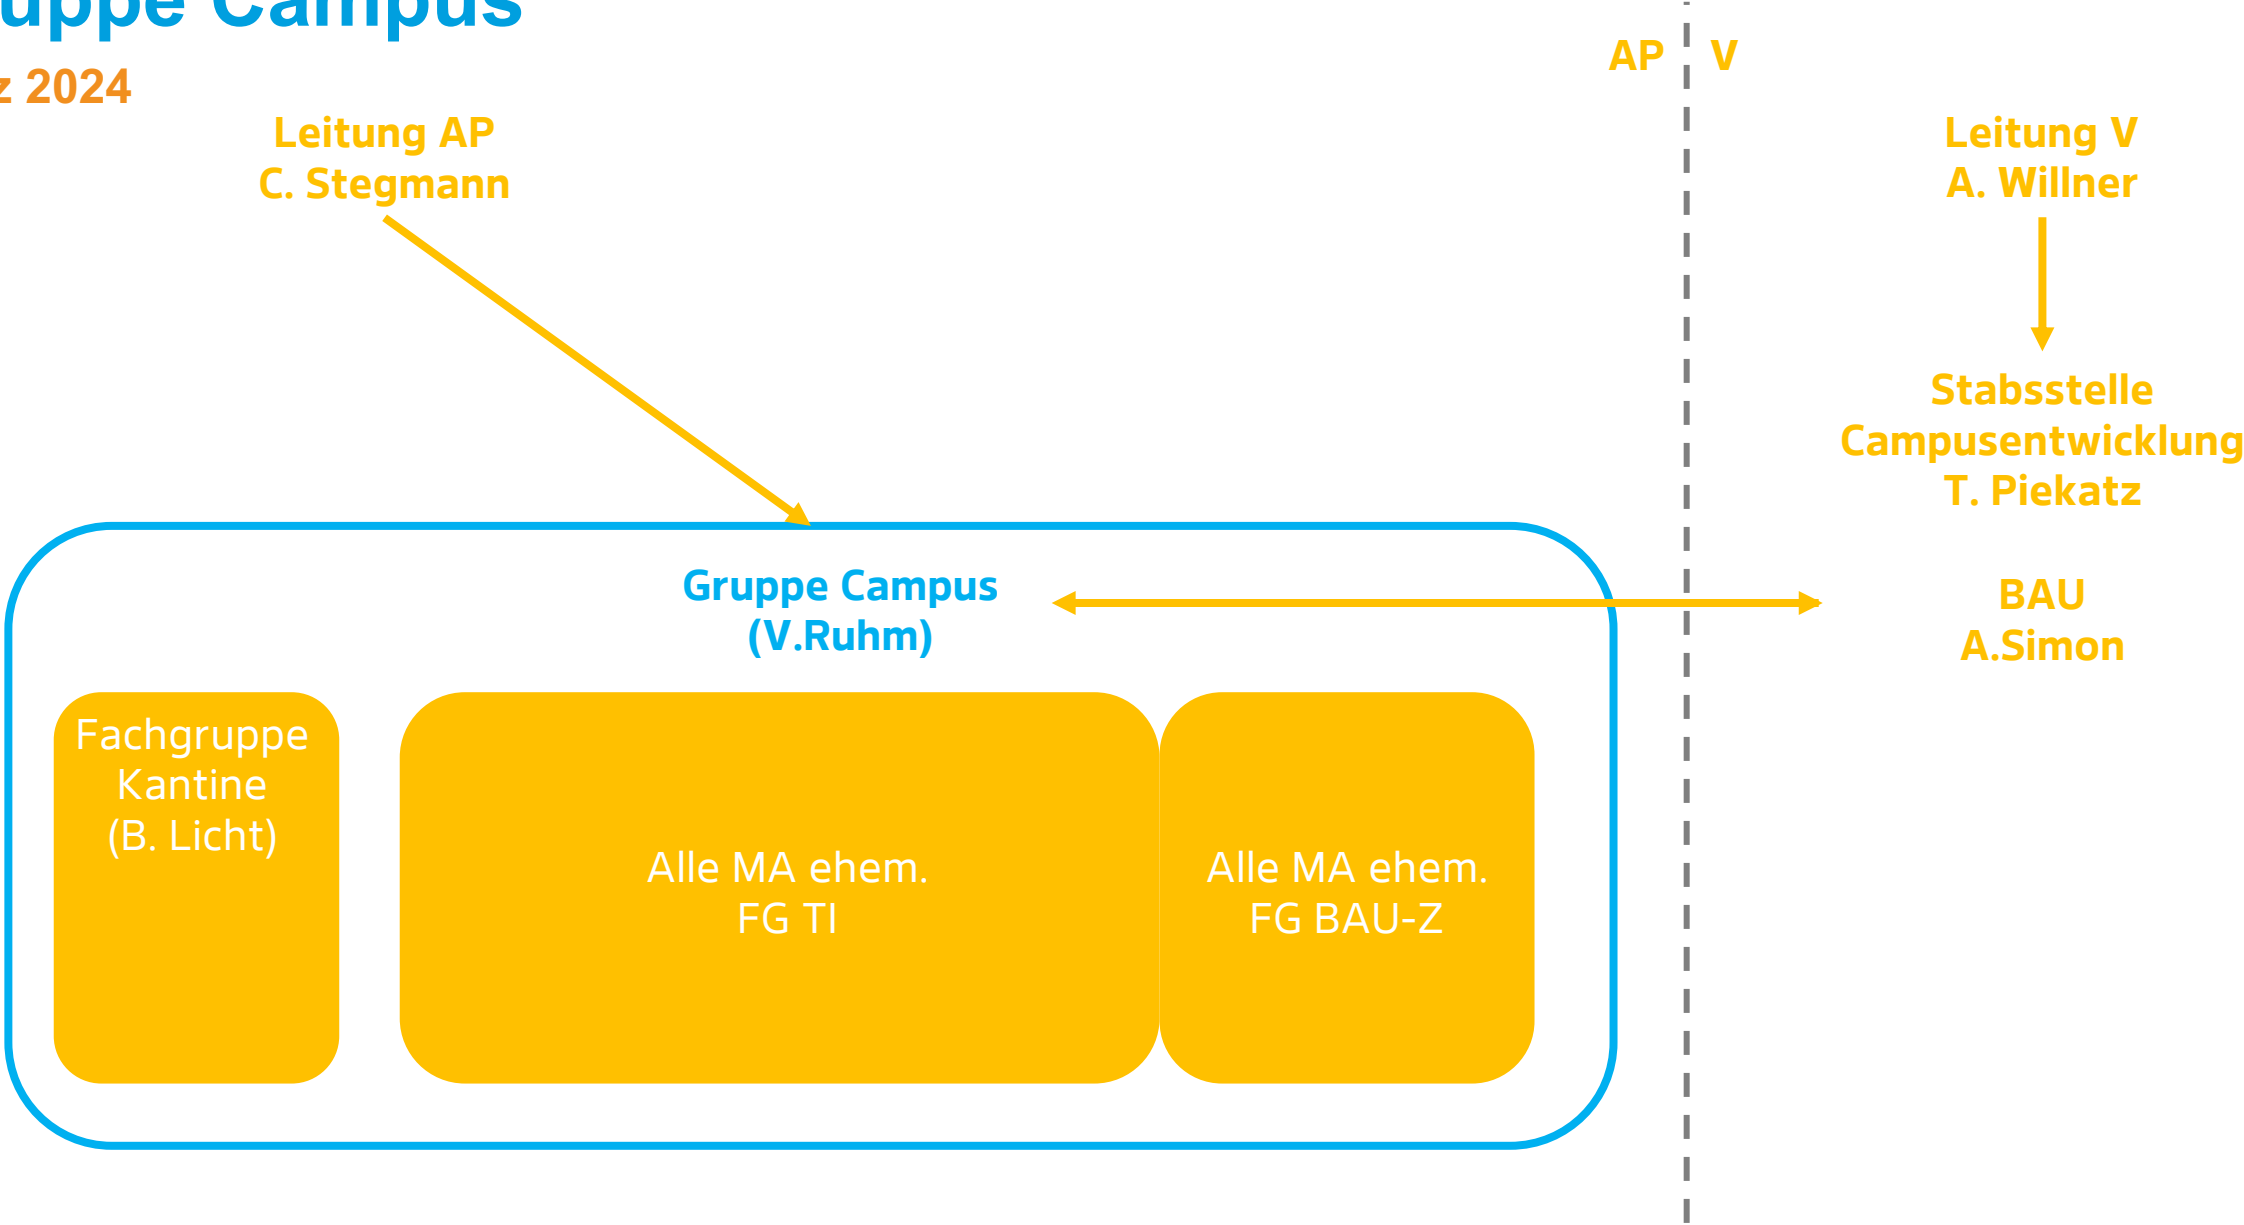 Campus
2024
AP V
Leitung AP
C. Stegmann
Leitung V
A. Willner
Stabsstelle
Campusentwicklung
T. Piekatz
Gruppe Campus
(V.Ruhm)
BAU
A.Simon
Fachgruppe
Kantine
(B. Licht)
Alle MA ehem.
FG TI
Alle MA ehem.
FG BAU-Z